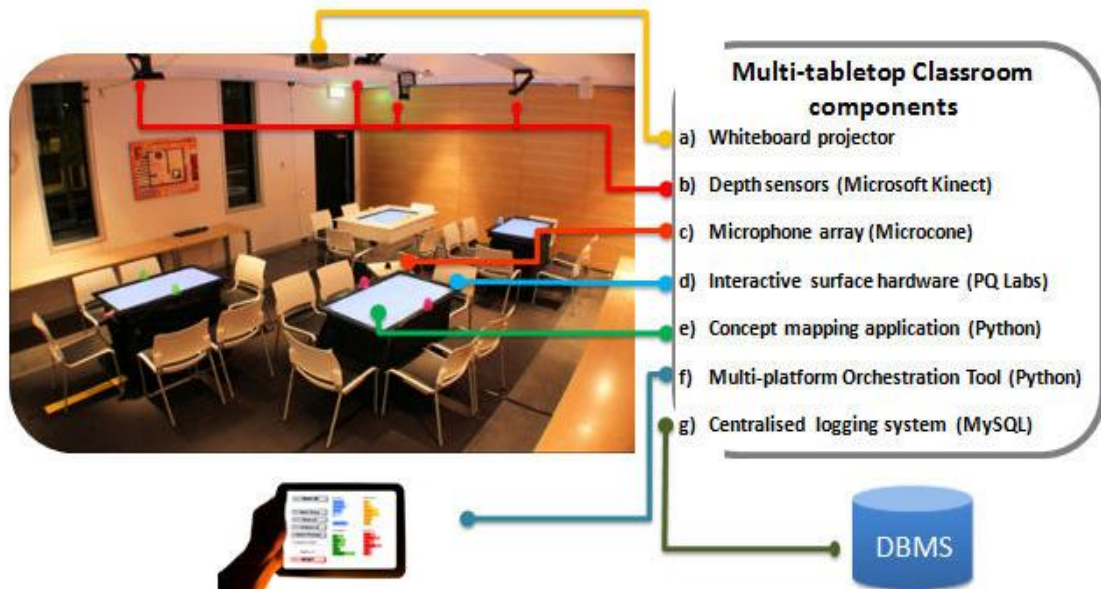 Multi-tabletop Classroom
components
a) Whiteboard projector
b) Depth sensors (Microsoft Kinect)
c) Microphone array (Microcone)
d) Interactive surface hardware (PQ Labs)
e) Concept mapping application (Python)
f) Multi-platform Orchestration Tool (Python)
g) Centralised logging system (MySQL)
DBMS